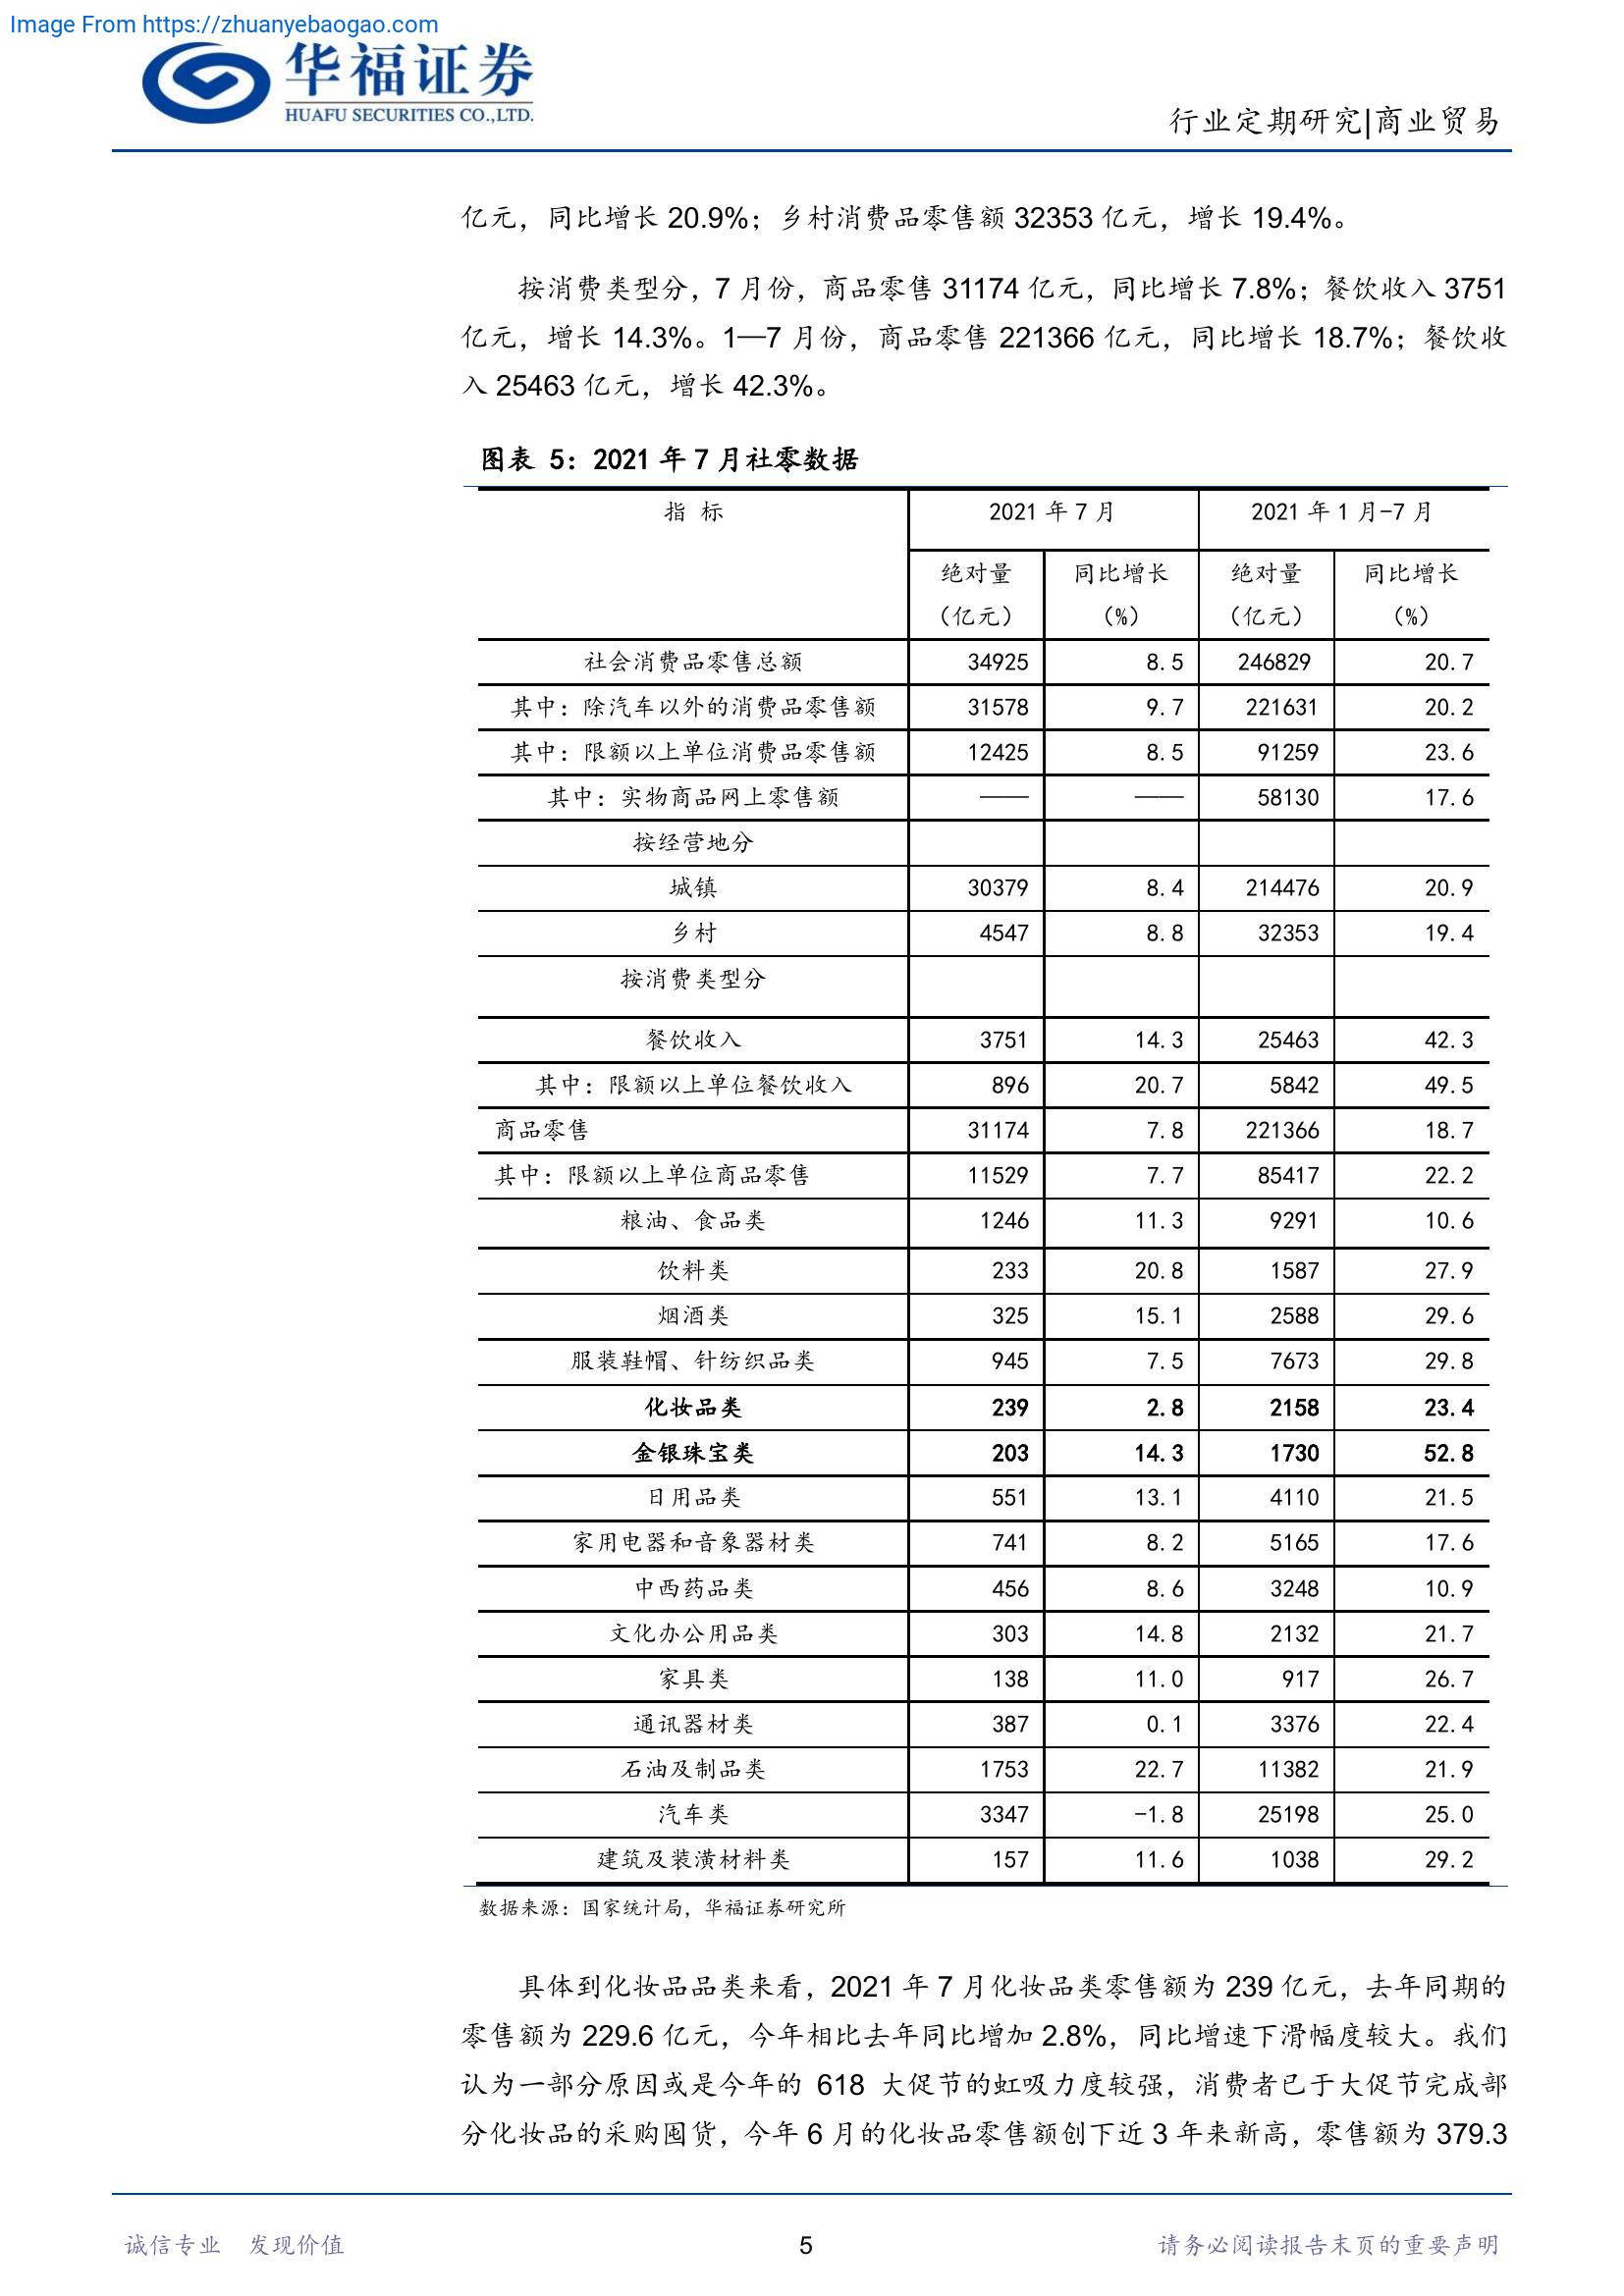 Image From https://zhuanyebaogao.com
华福证券
HUAFU SECURITIES CO.,LTD.
行业定期研究|商业贸易
亿元，同比增长 20.9%；乡村消费品零售额 32353 亿元，增长 19.4%。
按消费类型分，7 月份，商品零售 31174 亿元，同比增长 7.8%；餐饮收入 3751
亿元，增长 14.3%。1—7 月份，商品零售 221366 亿元，同比增长 18.7%；餐饮收
入 25463 亿元，增长 42.3%。
图表 5：2021 年 7 月社零数据
指 标 2021 年 7 月 2021 年 1 月-7 月
绝对量 同比增长 绝对量 同比增长
（亿元） （%） （亿元） （%）
社会消费品零售总额 34925 8.5 246829 20.7
其中：除汽车以外的消费品零售额 31578 9.7 221631 20.2
其中：限额以上单位消费品零售额 12425 8.5 91259 23.6
其中：实物商品网上零售额 —— —— 58130 17.6
按经营地分
城镇 30379 8.4 214476 20.9
乡村 4547 8.8 32353 19.4
按消费类型分
餐饮收入 3751 14.3 25463 42.3
其中：限额以上单位餐饮收入 896 20.7 5842 49.5
商品零售 31174 7.8 221366 18.7
其中：限额以上单位商品零售 11529 7.7 85417 22.2
粮油、食品类 1246 11.3 9291 10.6
饮料类 233 20.8 1587 27.9
烟酒类 325 15.1 2588 29.6
服装鞋帽、针纺织品类 945 7.5 7673 29.8
化妆品类 239 2.8 2158 23.4
金银珠宝类 203 14.3 1730 52.8
日用品类 551 13.1 4110 21.5
家用电器和音象器材类 741 8.2 5165 17.6
中西药品类 456 8.6 3248 10.9
文化办公用品类 303 14.8 2132 21.7
家具类 138 11.0 917 26.7
通讯器材类 387 0.1 3376 22.4
石油及制品类 1753 22.7 11382 21.9
汽车类 3347 -1.8 25198 25.0
建筑及装潢材料类 157 11.6 1038 29.2
数据来源：国家统计局，华福证券研究所
具体到化妆品品类来看，2021 年 7 月化妆品类零售额为 239 亿元，去年同期的
零售额为 229.6 亿元，今年相比去年同比增加 2.8%，同比增速下滑幅度较大。我们
认为一部分原因或是今年的 618 大促节的虹吸力度较强，消费者已于大促节完成部
分化妆品的采购囤货，今年 6 月的化妆品零售额创下近 3 年来新高，零售额为 379.3
诚信专业 发现价值 5 请务必阅读报告末页的重要声明